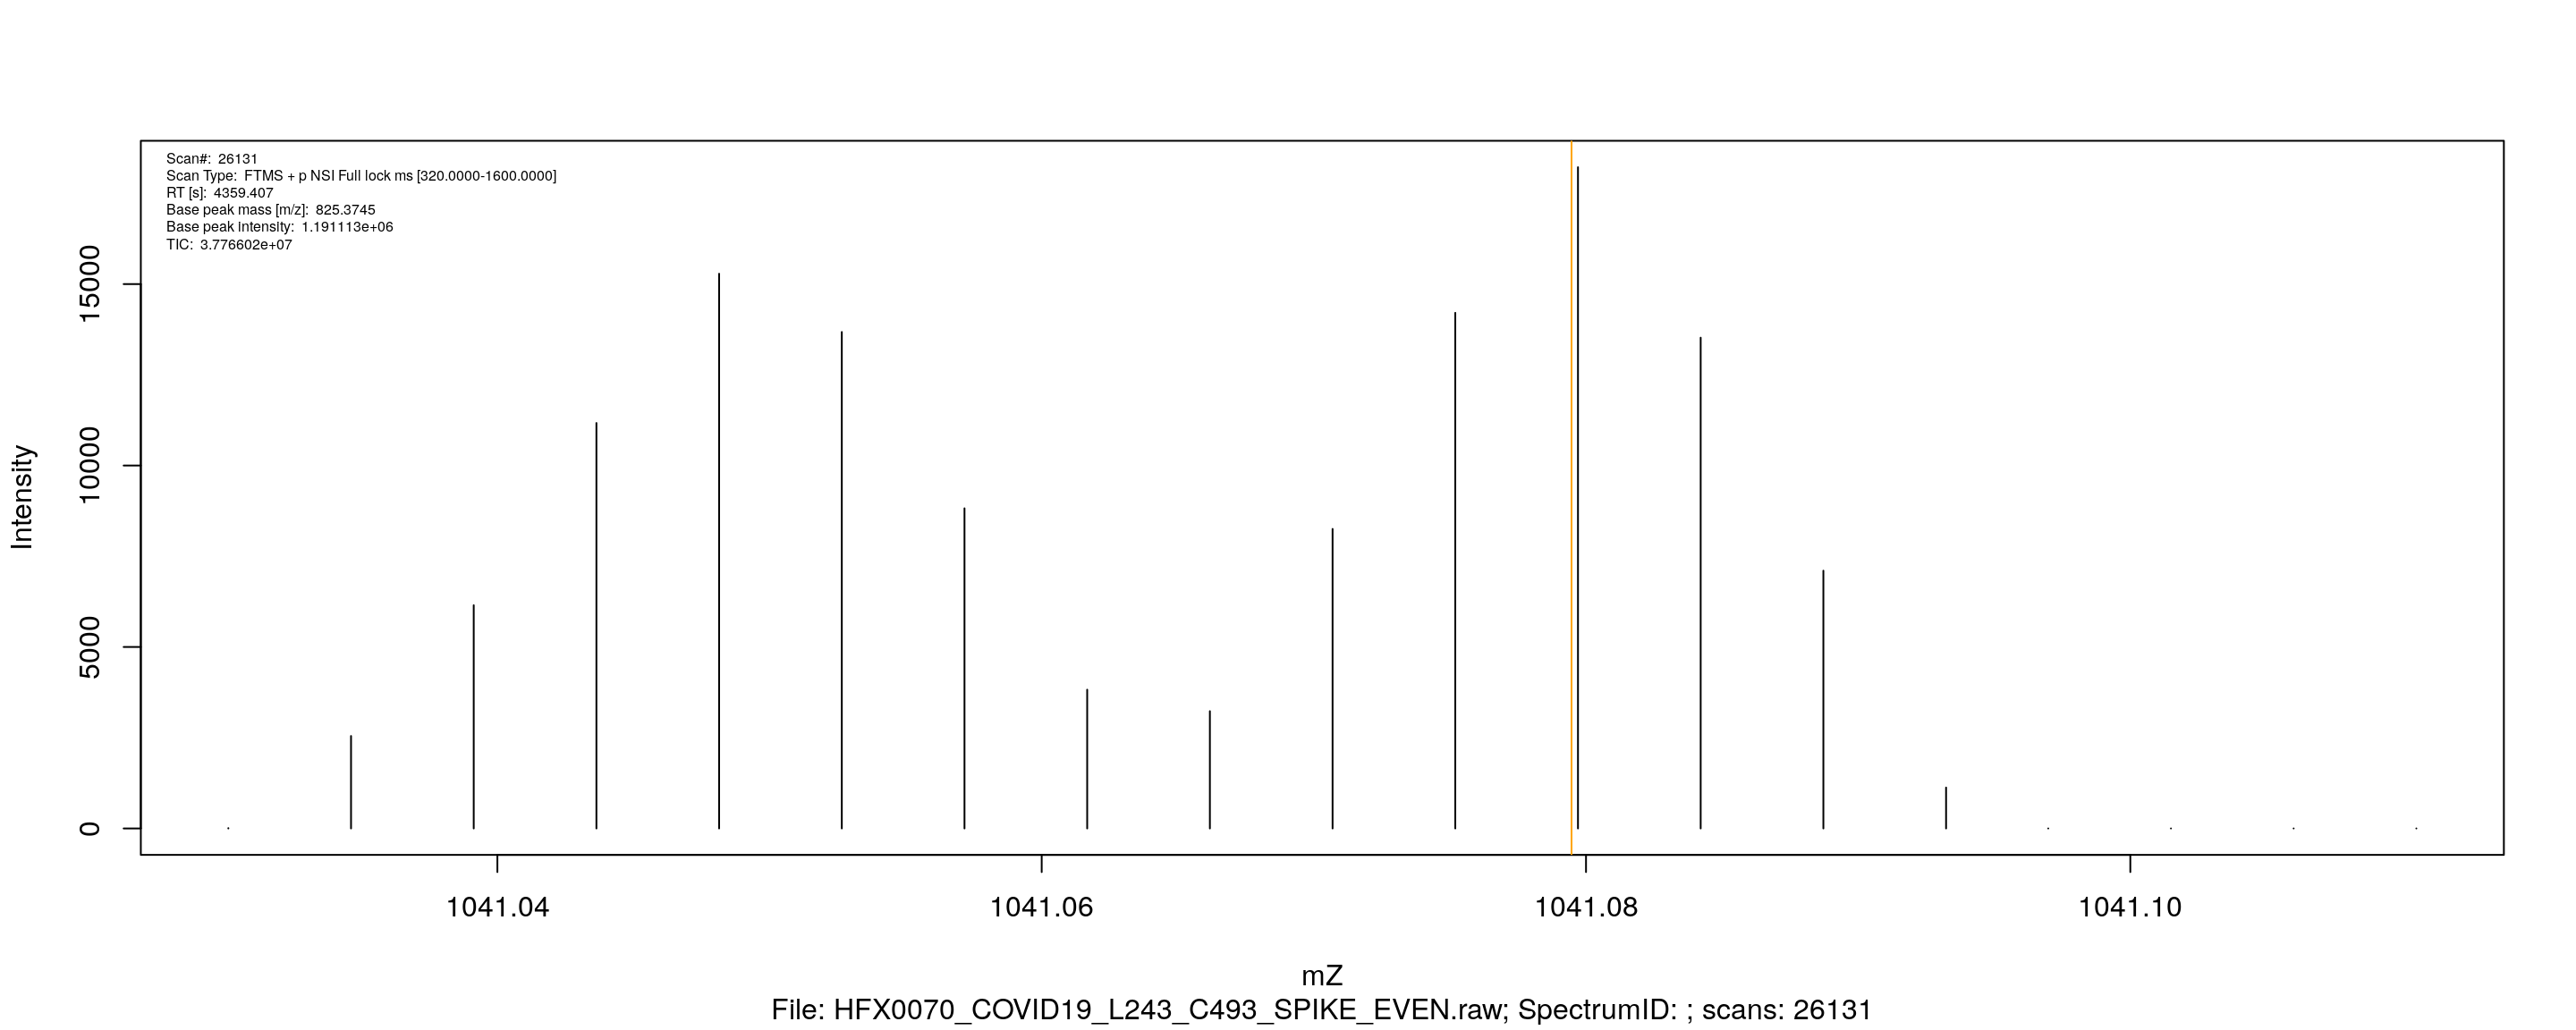 Scan#: 26131
Scan Type: FTMS + p NSI Full lock ms [320.0000-1600.0000]
RT [s]: 4359.407
Base peak mass [m/z]: 825.3745
Base peak intensity: 1.191113e+06
TIC: 3.776602e+07
15000
10000
5000
0
Intensity
1041.04 1041.06 1041.08 1041.10
mZ
File: HFX0070_COVID19_L243_C493_SPIKE_EVEN.raw; SpectrumID: ; scans: 26131